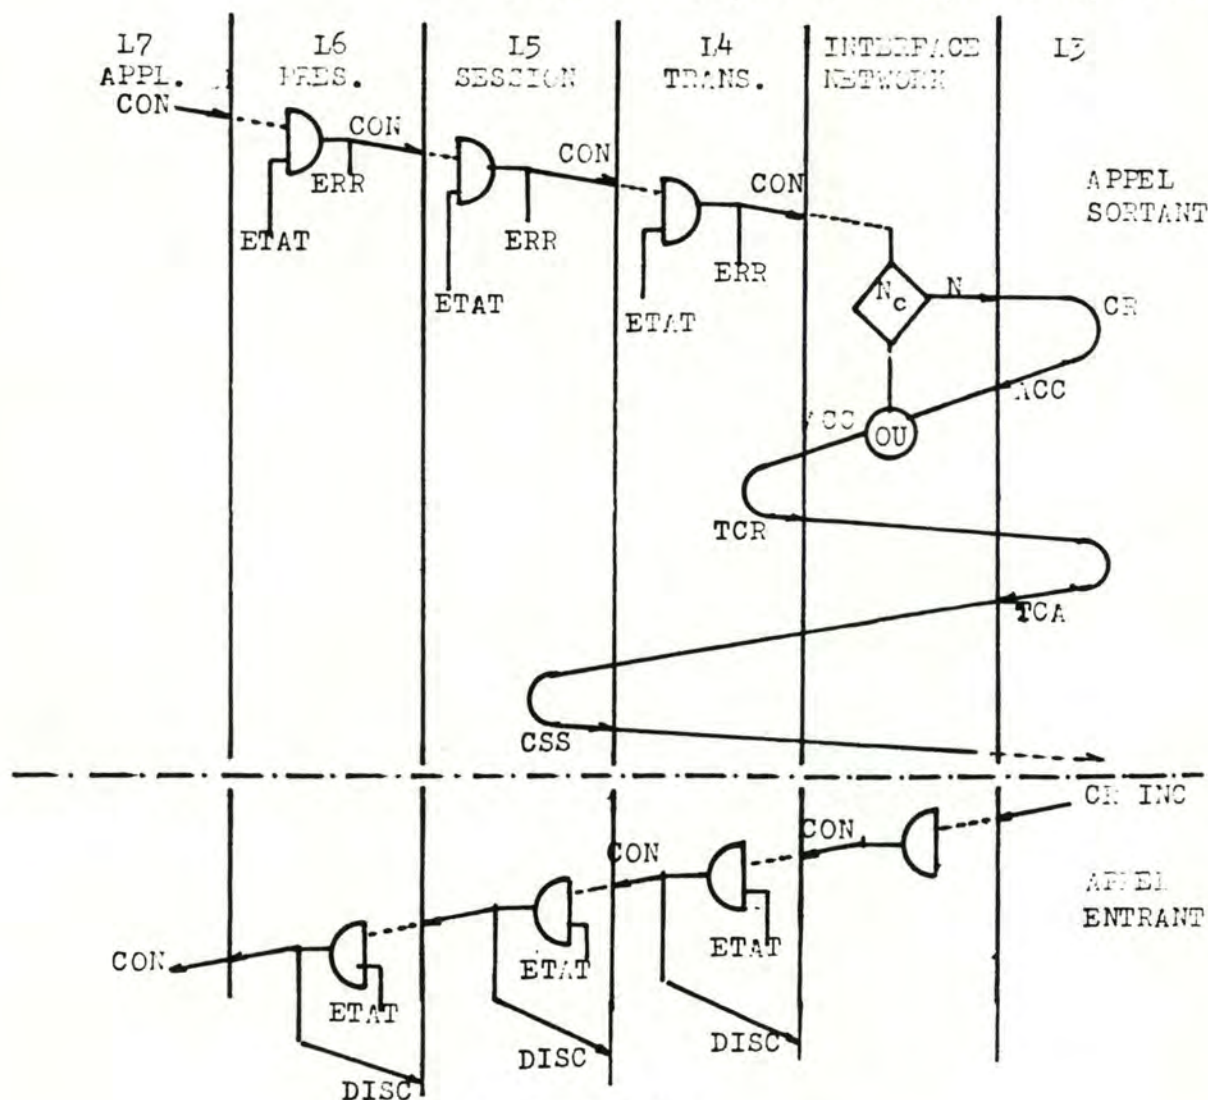 L7 L6 L5 L4 INTERFACE L3
APPL. PRES. SESSION TRANS. NETWORK
CON
CON
CON
CON
ERR
ERR
ERR
ETAT
ETAT
ETAT
APPEL
SORTANT
Nc N CR
ACC
ACC OU
TCR
TCA
CSS
CR INC
CON
CON
APPEL
ENTRANT
ETAT
ETAT
CON
ETAT
DISC
DISC
DISC